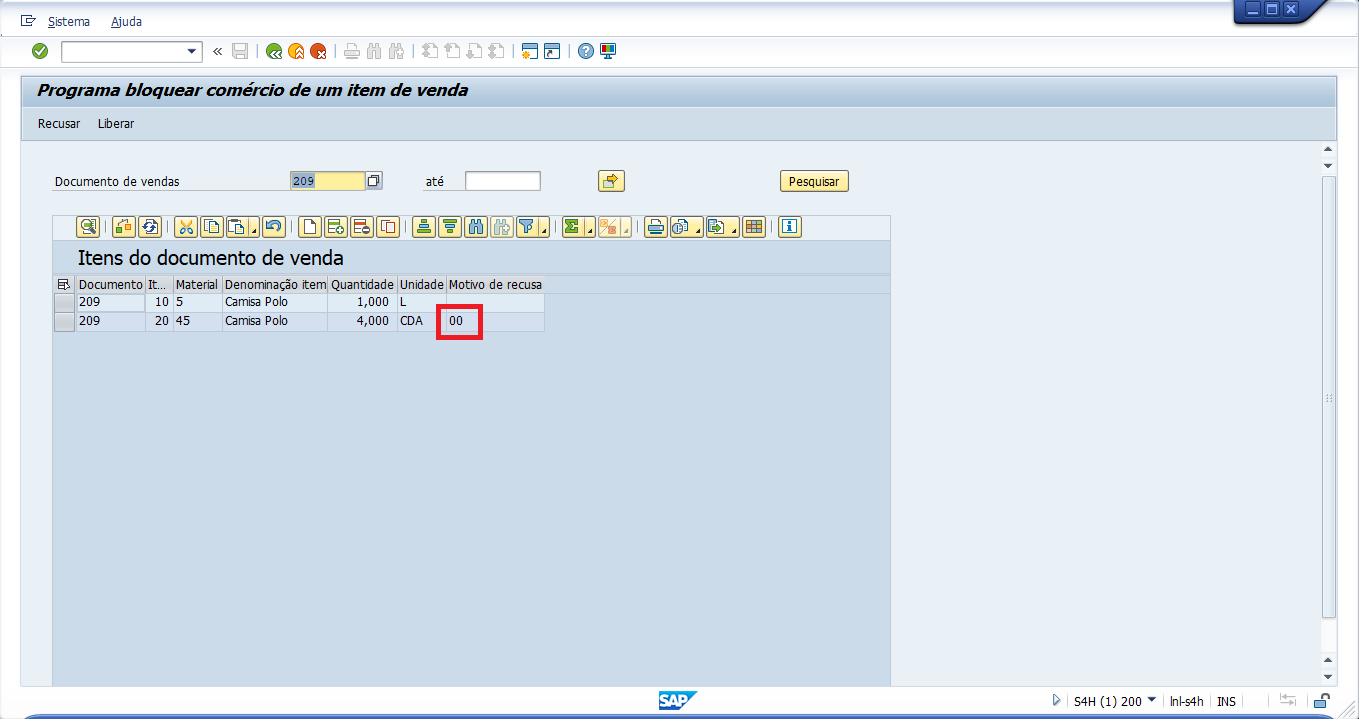 Sistema Ajuda
Programa bloquear comércio de um item de venda
Recusar Liberar
Documento de vendas 209 até Pesquisar
Itens do documento de venda
Documento It... Material Denominação item Quantidade Unidade Motivo de recusa
209 10 5 Camisa Polo 1,000 L
209 20 45 Camisa Polo 4,000 CDA 00
SAP S4H (1) 200 lnl-s4h INS